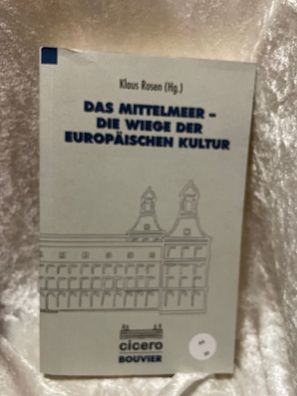 Klaus Rosen (Hg.)
DAS MITTELMEER –
DIE WIEGE DER
EUROPÄISCHEN KULTUR
cicero
BOUVIER